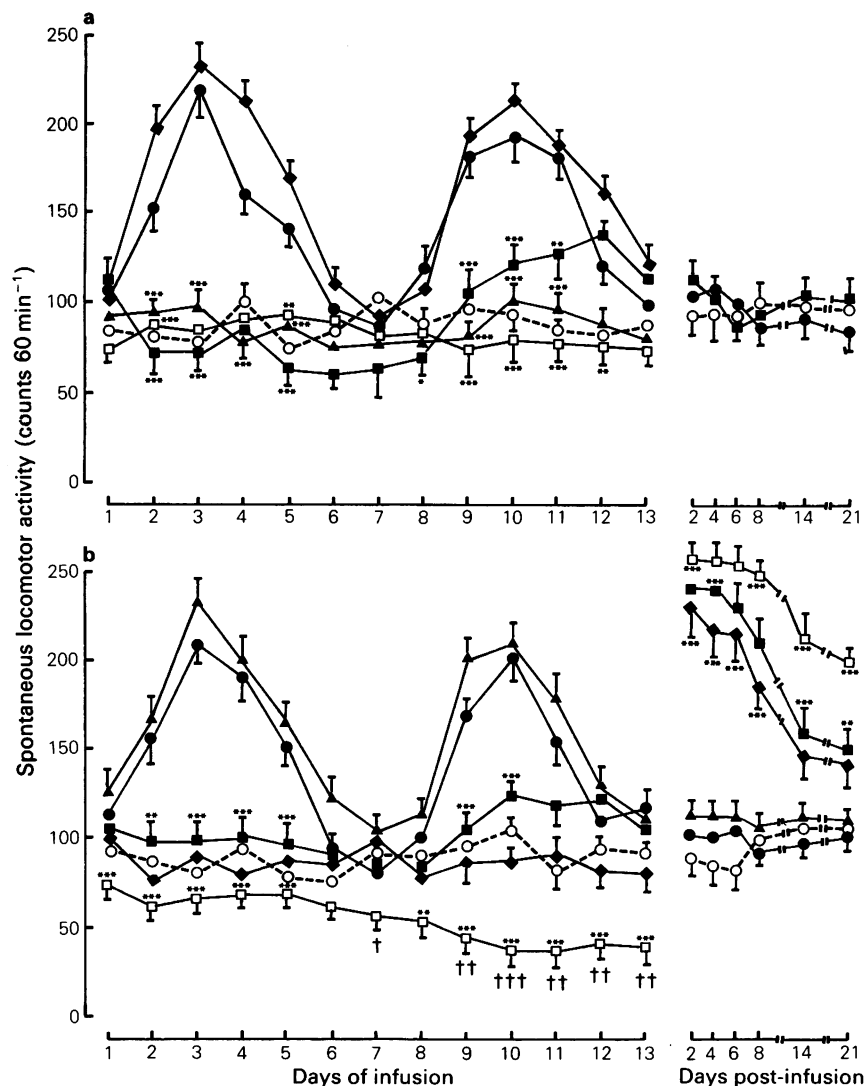 a
Spontaneous locomotor activity (counts 60 min⁻¹)
250
200
150
100
50
0
*** *** ** *** *** **
*** *** *** ***
*** *** *** *** * *** *** *** **
1 2 3 4 5 6 7 8 9 10 11 12 13
2 4 6 8 14 21
b
250
200
150
100
50
0
** *** *** *** *** ***
*** *** *** *** *** ** *** *** *** *** ***
† †† ††† †† †† ††
*** ***
*** *** ***
*** *** *** *** *** **
1 2 3 4 5 6 7 8 9 10 11 12 13
2 4 6 8 14 21
Days of infusion
Days post-infusion